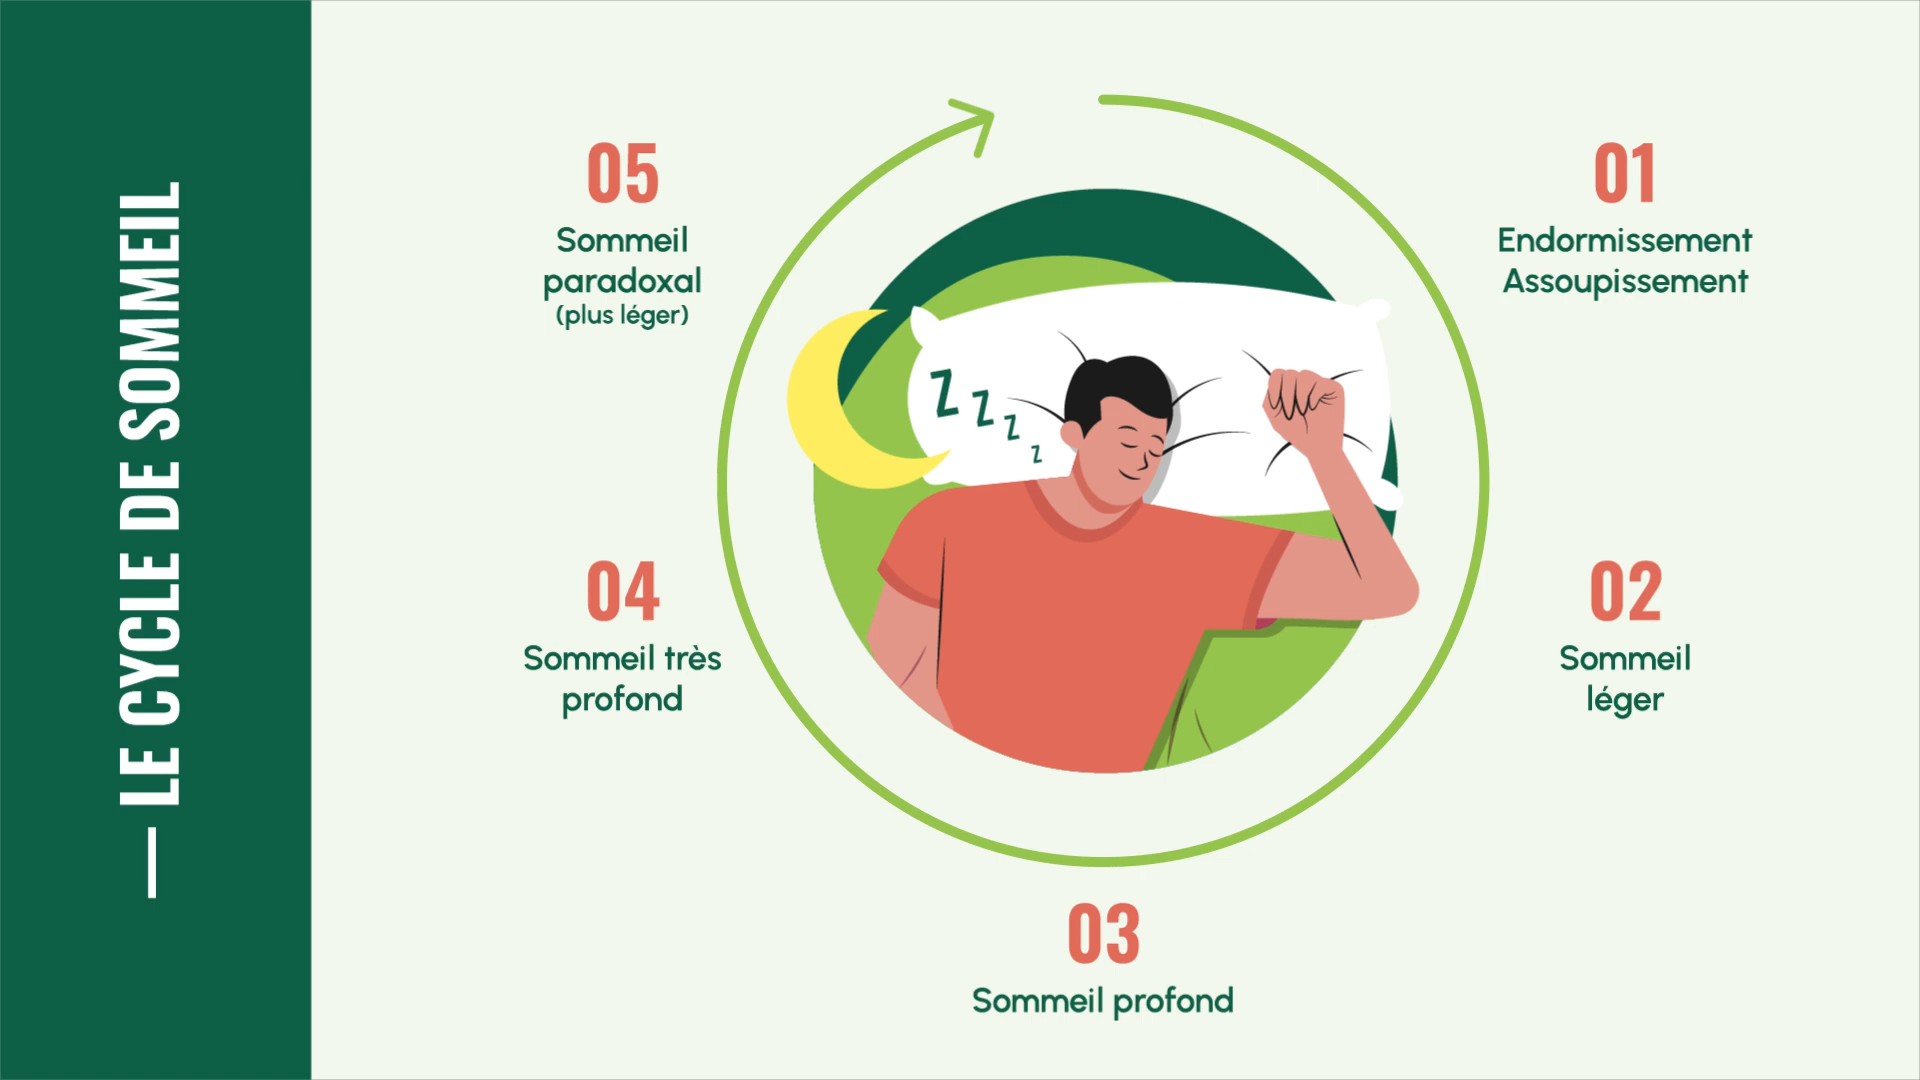 — LE CYCLE DE SOMMEIL
01
Endormissement
Assoupissement
02
Sommeil
léger
03
Sommeil profond
04
Sommeil très
profond
05
Sommeil
paradoxal
(plus léger)
Z Z Z Z